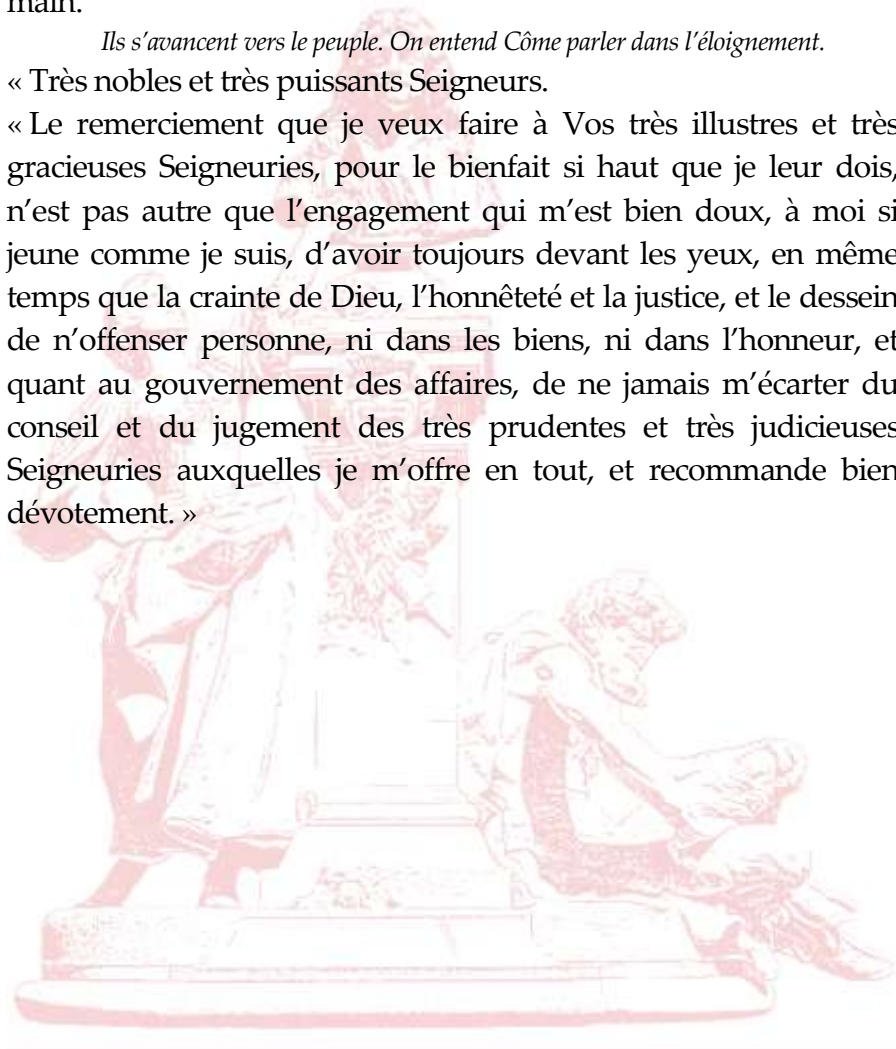 main.
Ils s’avancent vers le peuple. On entend Côme parler dans l’éloignement.
« Très nobles et très puissants Seigneurs.
« Le remerciement que je veux faire à Vos très illustres et très
gracieuses Seigneuries, pour le bienfait si haut que je leur dois,
n’est pas autre que l’engagement qui m’est bien doux, à moi si
jeune comme je suis, d’avoir toujours devant les yeux, en même
temps que la crainte de Dieu, l’honnêteté et la justice, et le dessein
de n’offenser personne, ni dans les biens, ni dans l’honneur, et
quant au gouvernement des affaires, de ne jamais m’écarter du
conseil et du jugement des très prudentes et très judicieuses
Seigneuries auxquelles je m’offre en tout, et recommande bien
dévotement. »